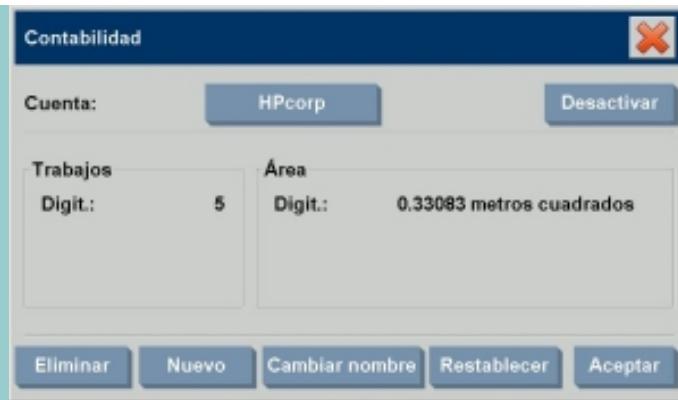 Contabilidad
Cuenta: HPcorp Desactivar
Trabajos Área
Digit.: 5 Digit.: 0.33083 metros cuadrados
Eliminar Nuevo Cambiar nombre Restablecer Aceptar